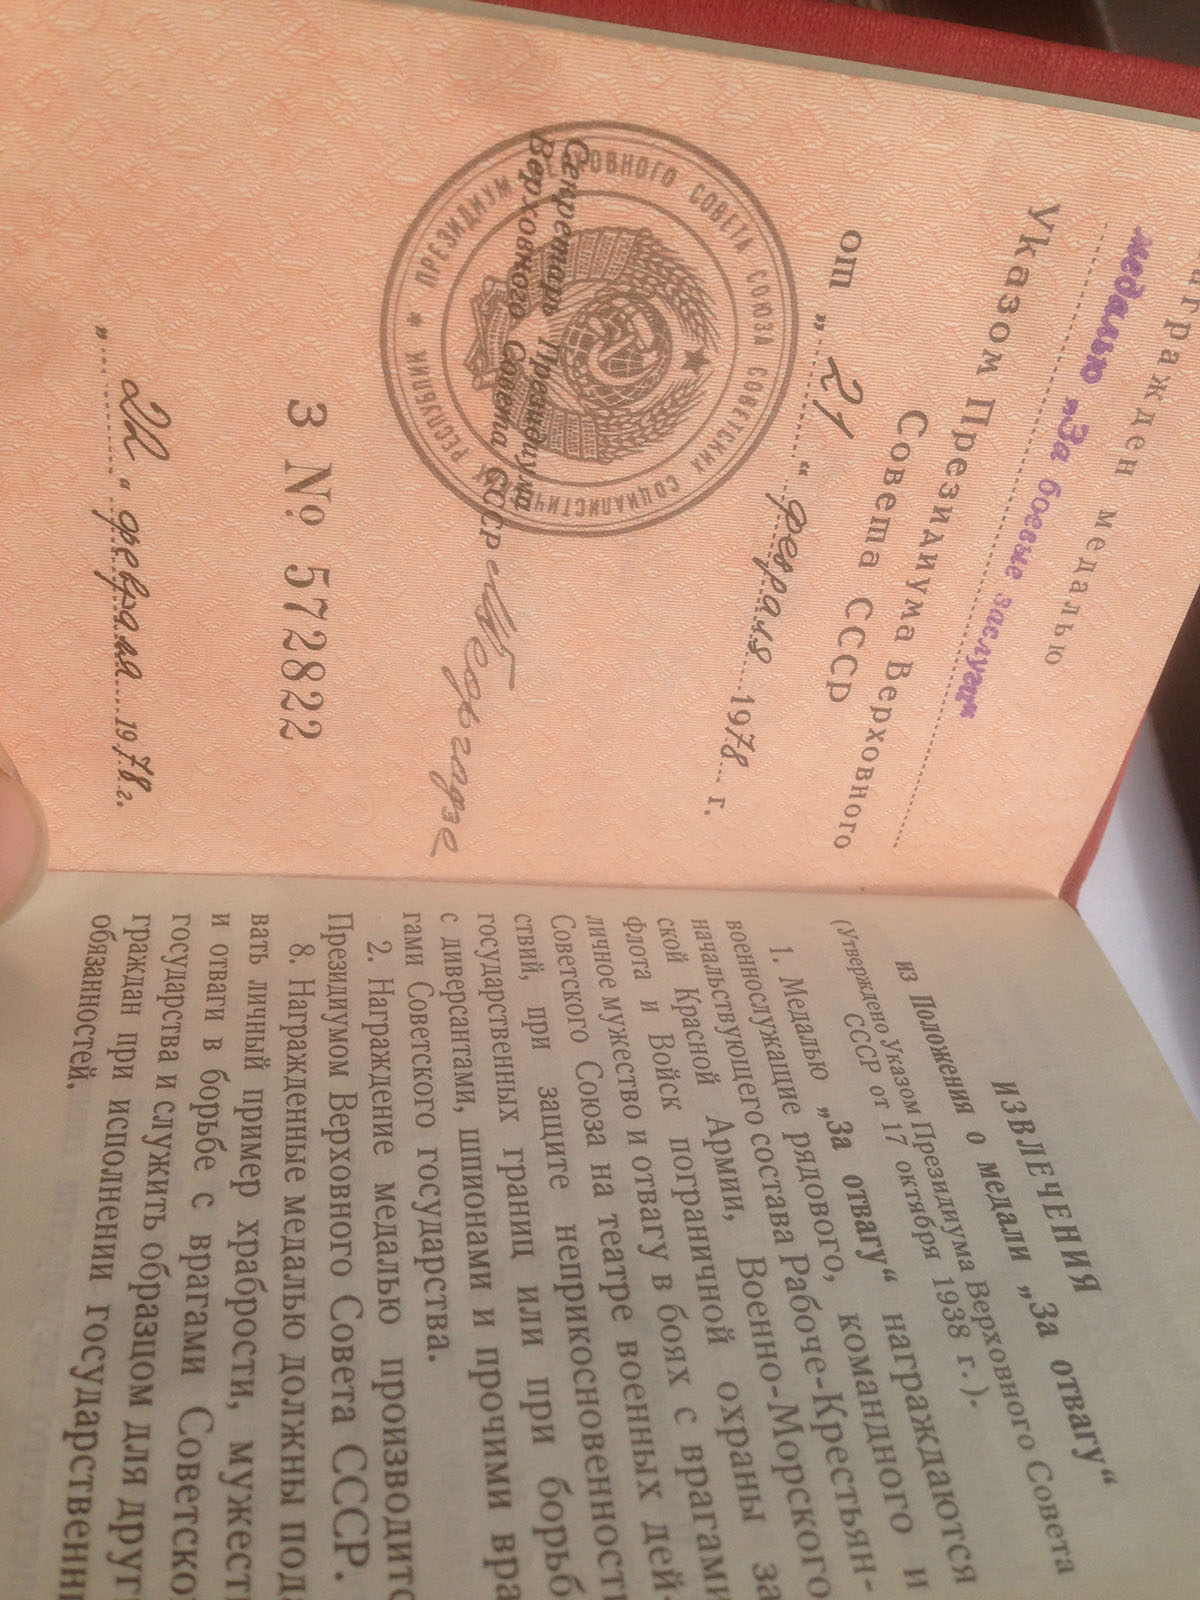 награжден медалью
медалью „За боевые заслуги“
Указом Президиума Верховного
Совета СССР
от „21“ февраля 1978 г.
ПРЕЗИДИУМ ВЕРХОВНОГО СОВЕТА СОЮЗА СОВЕТСКИХ СОЦИАЛИСТИЧЕСКИХ РЕСПУБЛИК *
Секретарь Президиума
Верховного Совета СССР
Георгадзе
З № 572822
„22“ февраля 1978 г.
ИЗВЛЕЧЕНИЯ
из Положения о медали „За отвагу“
(Утверждено Указом Президиума Верховного Совета
СССР от 17 октября 1938 г.).
1. Медалью „За отвагу“ награждаются
военнослужащие рядового, командного и
начальствующего состава Рабоче-Крестьян-
ской Красной Армии, Военно-Морского
флота и Войск пограничной охраны за
личное мужество и отвагу в боях с врагами
Советского Союза на театре военных дей-
ствий, при защите неприкосновенности
государственных границ или при борьб
с диверсантами, шпионами и прочими вра
гами Советского государства.
2. Награждение медалью производитс
Президиумом Верховного Совета СССР.
8. Награжденные медалью должны под
вать личный пример храбрости, мужест
и отваги в борьбе с врагами Советско
государства и служить образцом для друг
граждан при исполнении государственн
обязанностей.